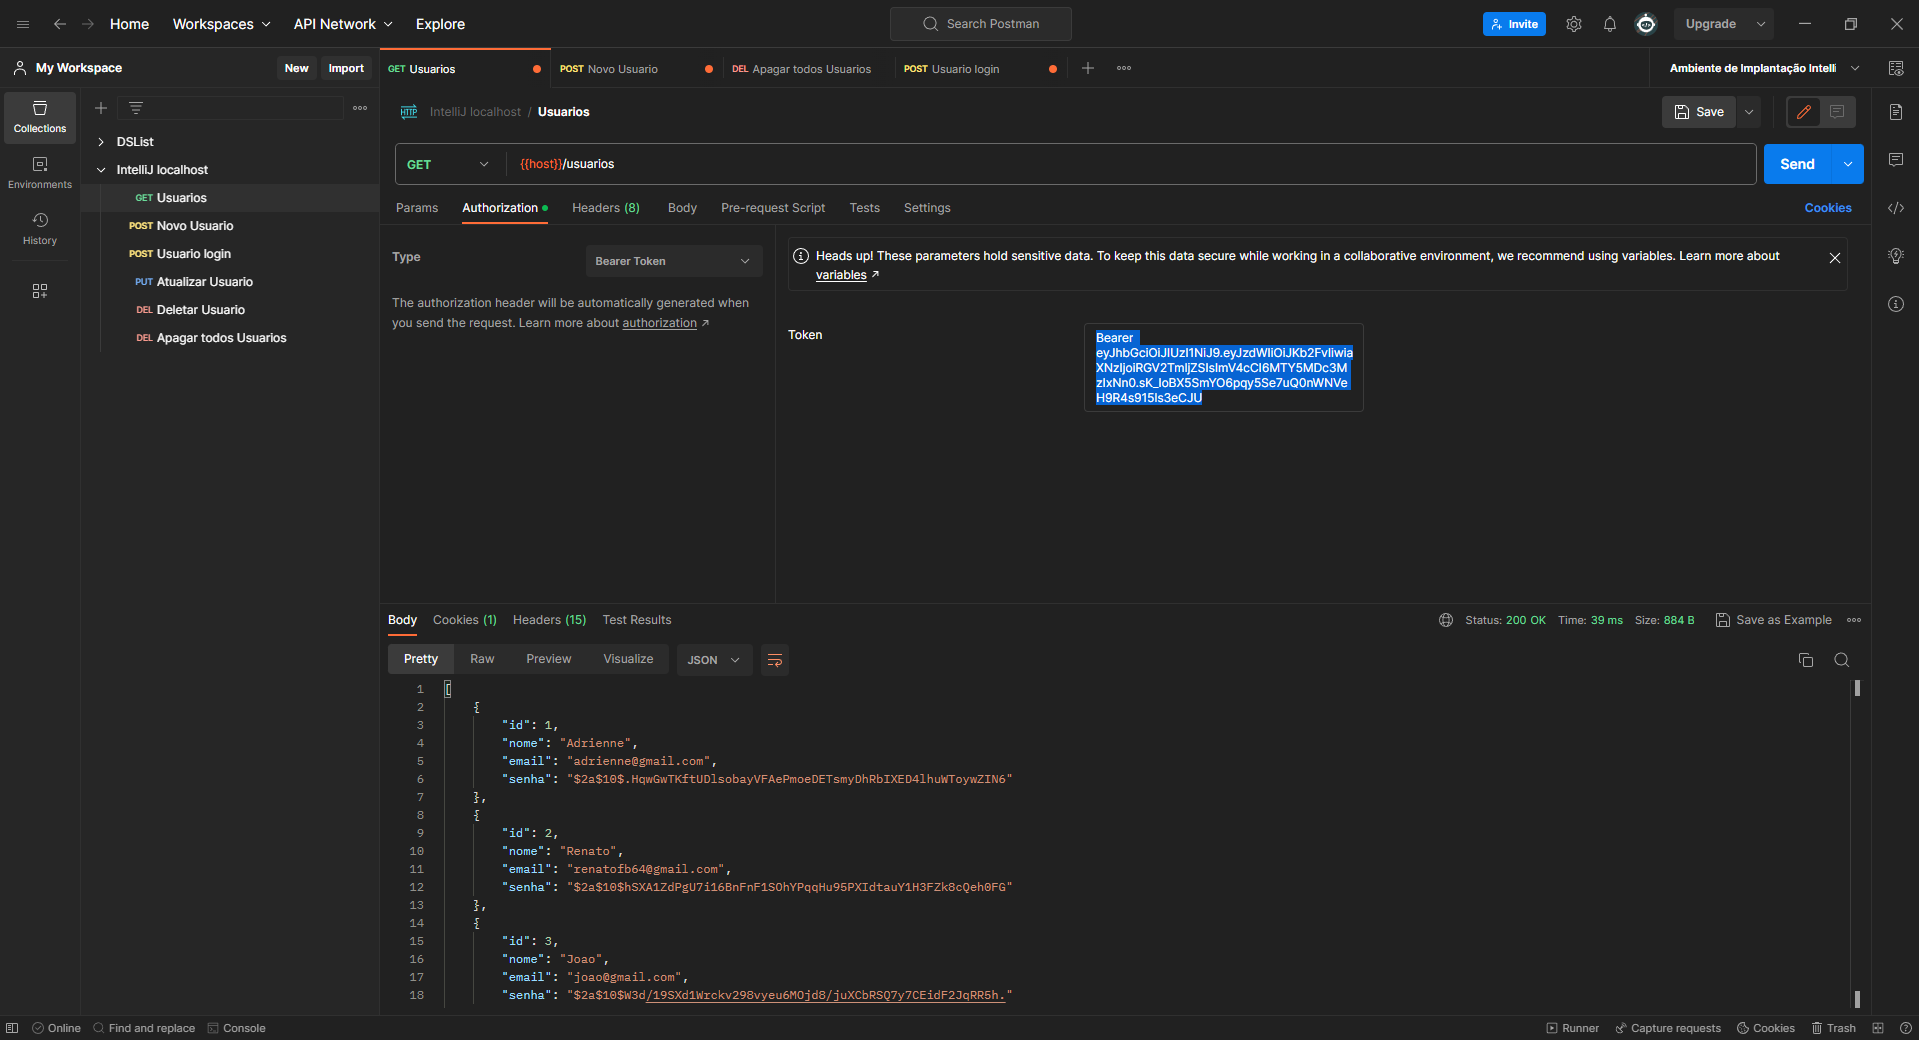 Home Workspaces API Network Explore Search Postman Invite Upgrade
My Workspace New Import GET Usuarios POST Novo Usuario DEL Apagar todos Usuarios POST Usuario login Ambiente de Implantação Intelli
Collections
Environments
History
DSList
IntelliJ localhost
GET Usuarios
POST Novo Usuario
POST Usuario login
PUT Atualizar Usuario
DEL Deletar Usuario
DEL Apagar todos Usuarios
HTTP IntelliJ localhost / Usuarios Save
GET {{host}}/usuarios Send
Params Authorization Headers (8) Body Pre-request Script Tests Settings Cookies
Type Bearer Token
The authorization header will be automatically generated when
you send the request. Learn more about authorization ↗
Heads up! These parameters hold sensitive data. To keep this data secure while working in a collaborative environment, we recommend using variables. Learn more about
variables ↗
Token
Bearer
Body Cookies (1) Headers (15) Test Results Status: 200 OK Time: 39 ms Size: 884 B Save as Example
Pretty Raw Preview Visualize JSON
1 [
2 {
3 "id": 1,
4 "nome": "Adrienne",
5 "email": "adrienne@gmail.com",
6 "senha": "$2a$10$.HqwGwTKftUDlsobayVFAePmoeDETsmyDhRbIXED4lhuWToywZIN6"
7 },
8 {
9 "id": 2,
10 "nome": "Renato",
11 "email": "renatofb64@gmail.com",
12 "senha": "$2a$10$hSXA1ZdPgU7i16BnFnF1SOhYPqqHu95PXIdtauY1H3FZk8cQeh0FG"
13 },
14 {
15 "id": 3,
16 "nome": "Joao",
17 "email": "joao@gmail.com",
18 "senha": "$2a$10$W3d/19SXd1Wrckv298vyeu6MOjd8/juXCbRSQ7y7CEidF2JqRR5h."
Online Find and replace Console Runner Capture requests Cookies Trash